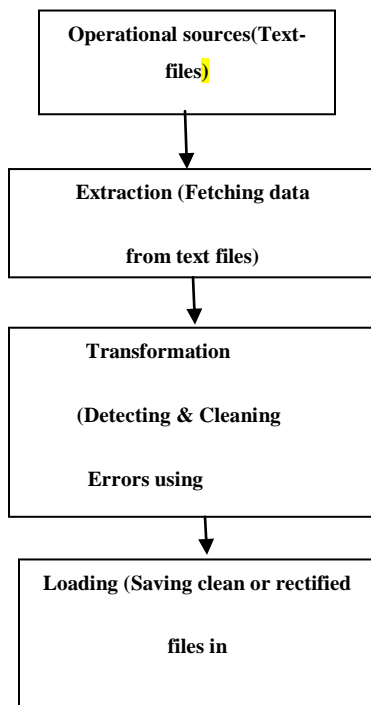 Operational sources(Text-
files)
Extraction (Fetching data
from text files)
Transformation
(Detecting & Cleaning
Errors using
Loading (Saving clean or rectified
files in